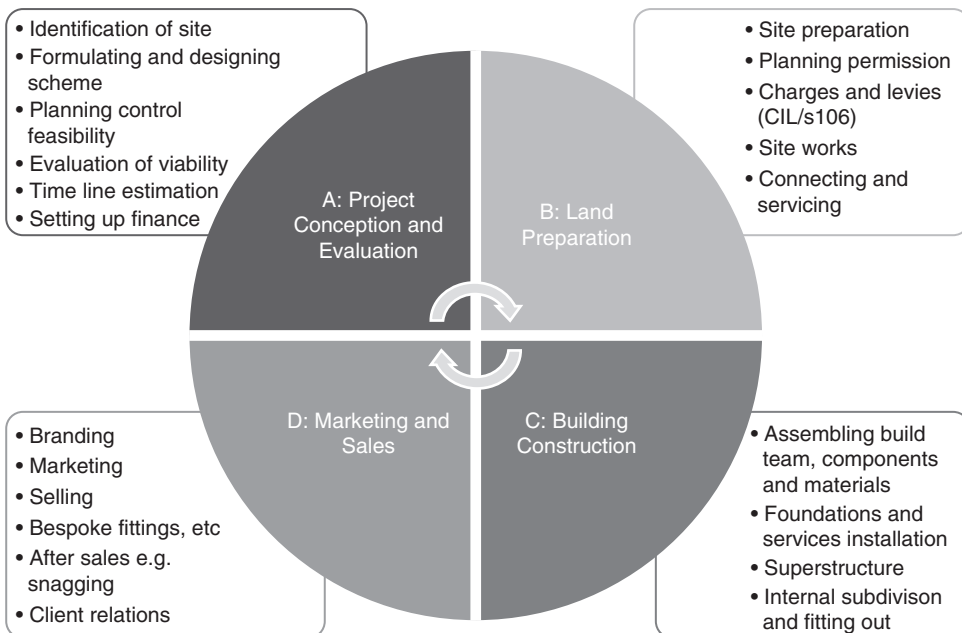 • Identification of site
• Formulating and designing
scheme
• Planning control
feasibility
• Evaluation of viability
• Time line estimation
• Setting up finance
A: Project
Conception and
Evaluation
• Site preparation
• Planning permission
• Charges and levies
(CIL/s106)
• Site works
• Connecting and
servicing
B: Land
Preparation
D: Marketing and
Sales
• Branding
• Marketing
• Selling
• Bespoke fittings, etc
• After sales e.g.
snagging
• Client relations
C: Building
Construction
• Assembling build
team, components
and materials
• Foundations and
services installation
• Superstructure
• Internal subdivison
and fitting out